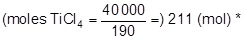 (moles TiCl₄ = 40 000/190 =) 211 (mol) *